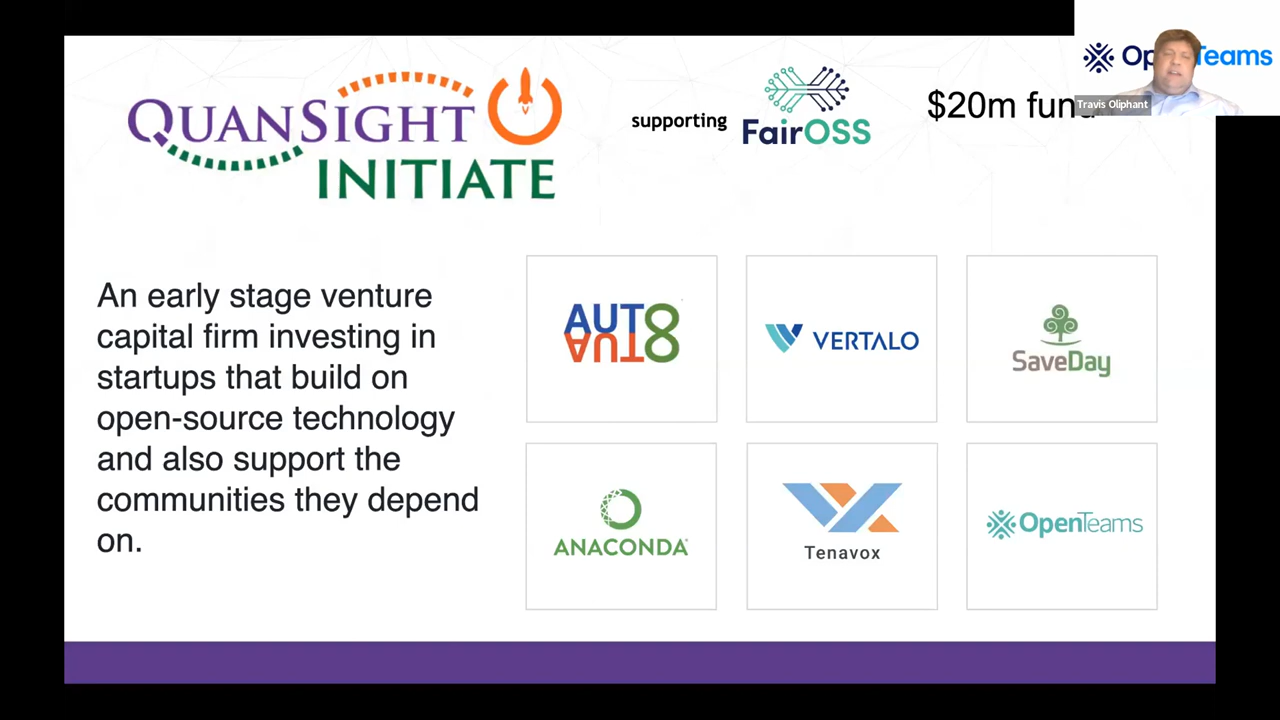 QUANSIGHT
INITIATE
supporting
FairOSS
$20m fund
OpenTeams
Travis Oliphant
An early stage venture
capital firm investing in
startups that build on
open-source technology
and also support the
communities they depend
on.
AUT8
VERTALO
SaveDay
ANACONDA
Tenavox
OpenTeams